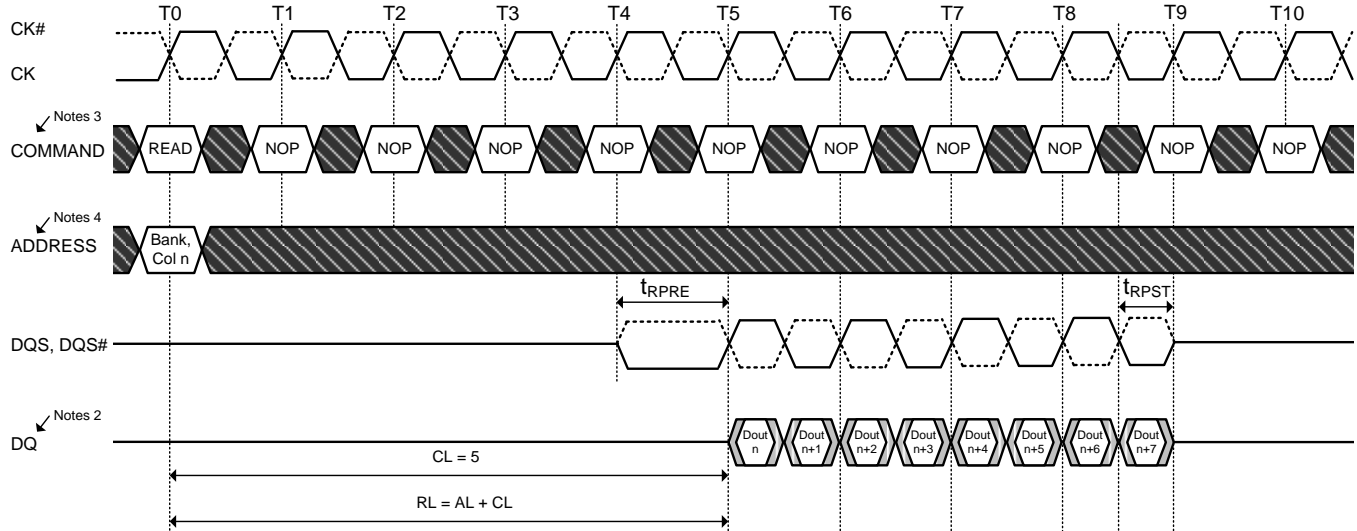 T0 T1 T2 T3 T4 T5 T6 T7 T8 T9 T10
CK#
CK
Notes 3
COMMAND READ NOP NOP NOP NOP NOP NOP NOP NOP NOP NOP
Notes 4
ADDRESS
Bank,
Col n
tRPRE
tRPST
DQS, DQS#
Notes 2
DQ
Dout n
Dout n+1
Dout n+2
Dout n+3
Dout n+4
Dout n+5
Dout n+6
Dout n+7
CL = 5
RL = AL + CL